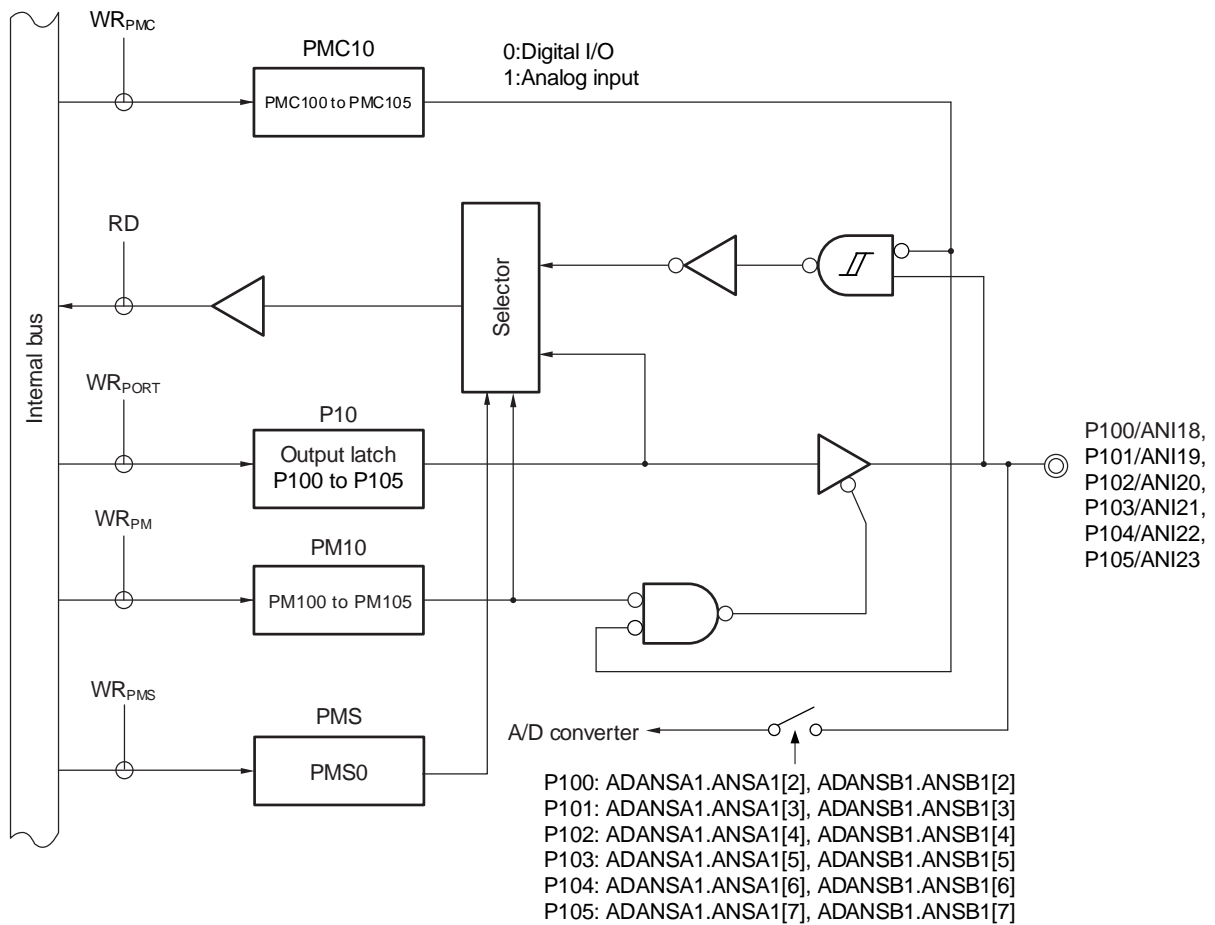 WRPMC
PMC10
0:Digital I/O
1:Analog input
PMC100 to PMC105
RD
Selector
Internal bus
WRPORT
P10
Output latch
P100 to P105
P100/ANI18,
P101/ANI19,
P102/ANI20,
P103/ANI21,
P104/ANI22,
P105/ANI23
WRPM
PM10
PM100 to PM105
WRPMS
PMS
PMS0
A/D converter
P100: ADANSA1.ANSA1[2], ADANSB1.ANSB1[2]
P101: ADANSA1.ANSA1[3], ADANSB1.ANSB1[3]
P102: ADANSA1.ANSA1[4], ADANSB1.ANSB1[4]
P103: ADANSA1.ANSA1[5], ADANSB1.ANSB1[5]
P104: ADANSA1.ANSA1[6], ADANSB1.ANSB1[6]
P105: ADANSA1.ANSA1[7], ADANSB1.ANSB1[7]